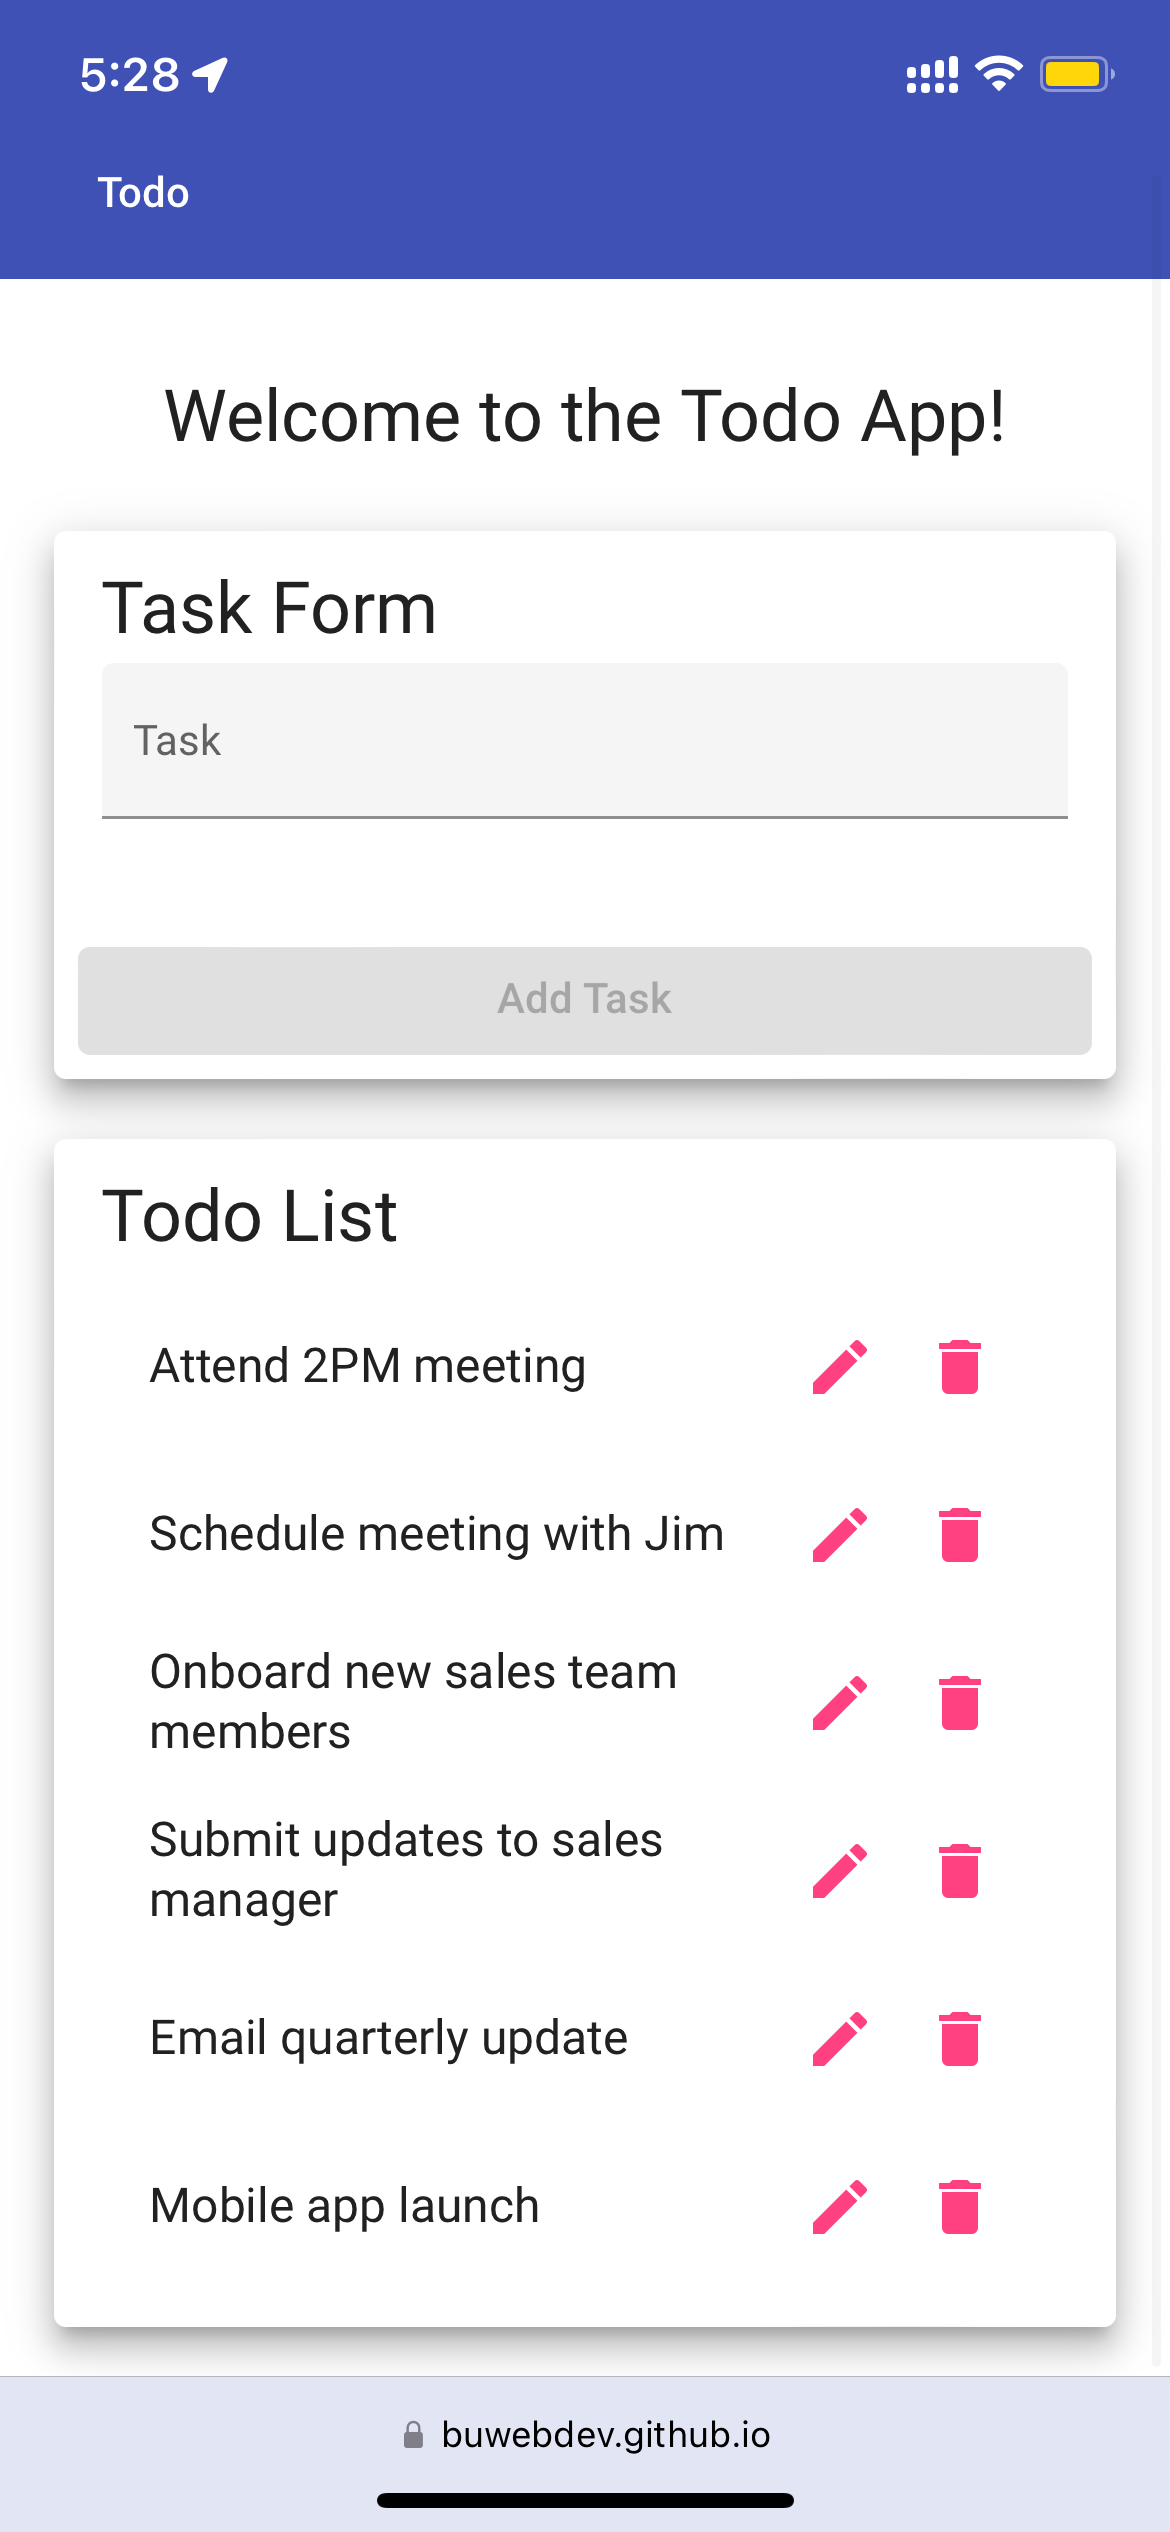 5:28
Todo
Welcome to the Todo App!
Task Form
Task
Add Task
Todo List
Attend 2PM meeting
Schedule meeting with Jim
Onboard new sales team
members
Submit updates to sales
manager
Email quarterly update
Mobile app launch
buwebdev.github.io